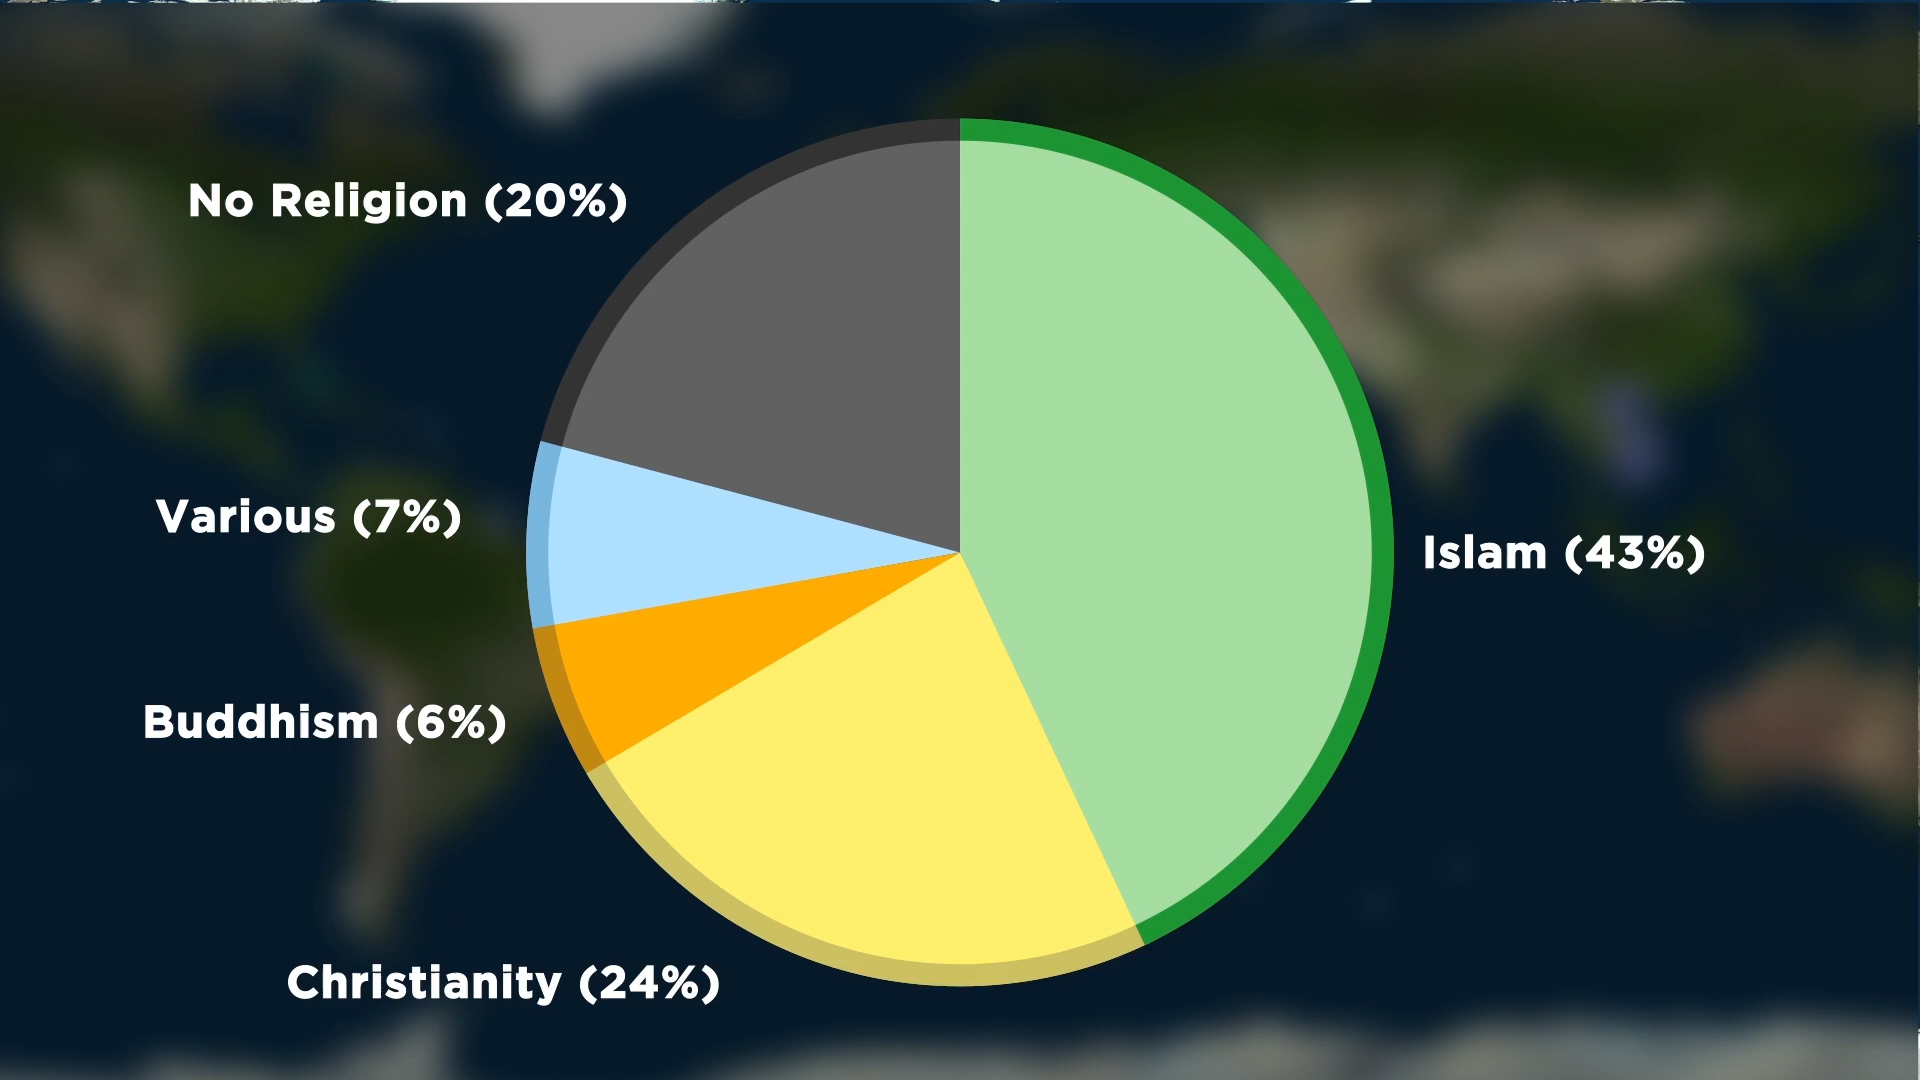 No Religion (20%)
Various (7%)
Islam (43%)
Buddhism (6%)
Christianity (24%)